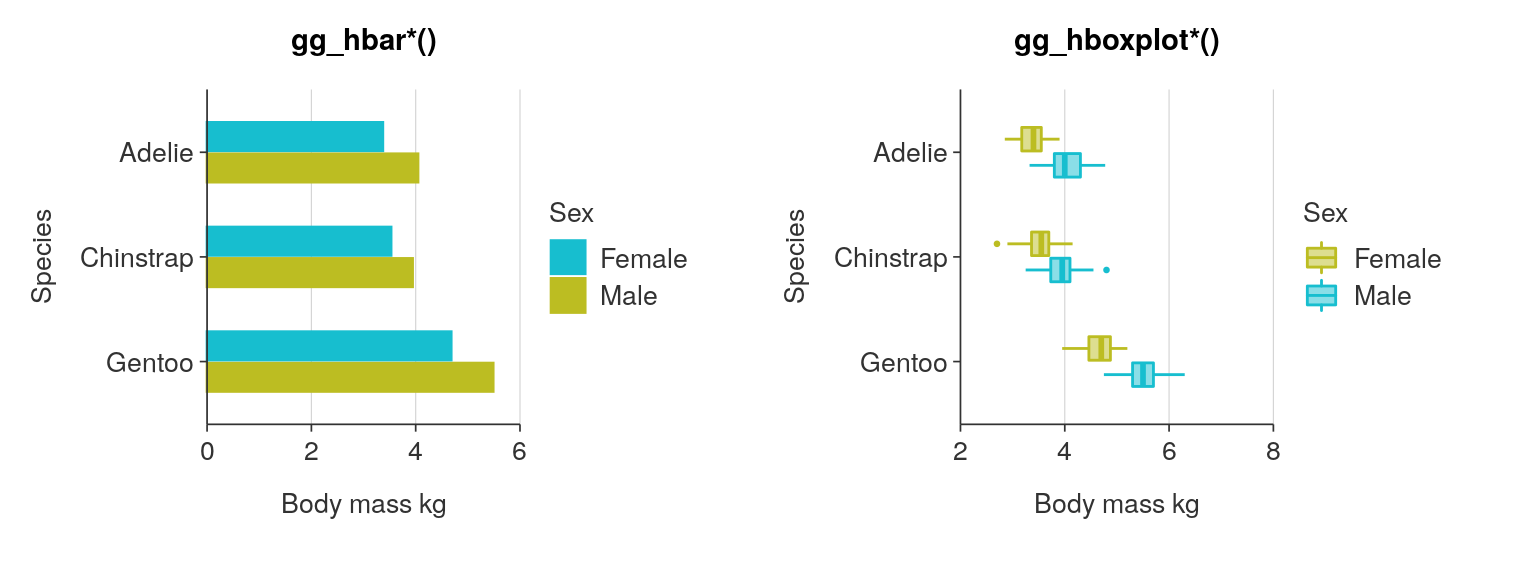 gg_hbar*()
Species
Adelie
Chinstrap
Gentoo
0 2 4 6
Body mass kg
Sex
Female
Male
gg_hboxplot*()
Species
Adelie
Chinstrap
Gentoo
2 4 6 8
Body mass kg
Sex
Female
Male